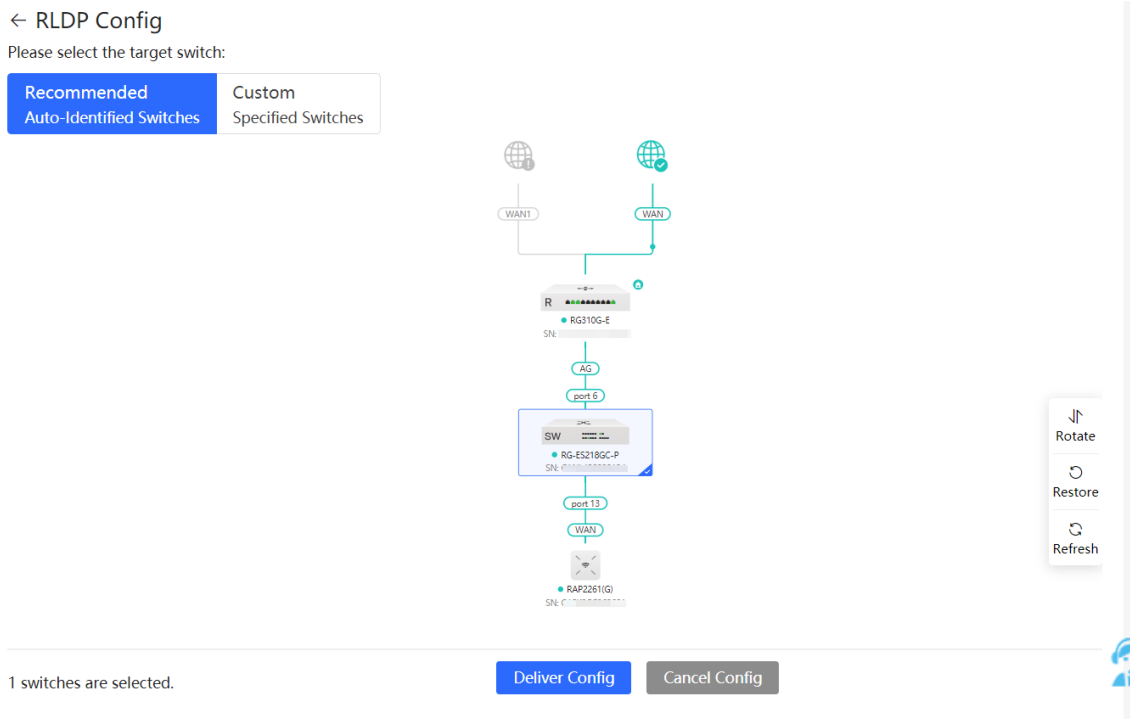 ← RLDP Config
Please select the target switch:
Recommended
Auto-Identified Switches
Custom
Specified Switches
WAN1
WAN
R
RG310G-E
SN:
AG
port 6
SW
RG-ES218GC-P
SN:
port 13
WAN
RAP2261(G)
SN:
Rotate
Restore
Refresh
1 switches are selected.
Deliver Config
Cancel Config